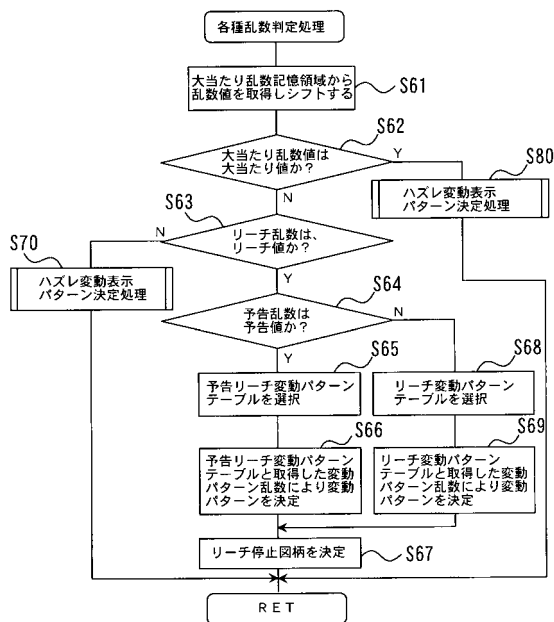 各種乱数判定処理
大当たり乱数記憶領域から
乱数値を取得しシフトする
S61
S62
大当たり乱数値は
大当たり値か？
Y
N
S80
ハズレ変動表示
パターン決定処理
S63
N
リーチ乱数は、
リーチ値か？
Y
S70
ハズレ変動表示
パターン決定処理
S64
予告乱数は
予告値か？
N
Y
S65
予告リーチ変動パターン
テーブルを選択
S68
リーチ変動パターン
テーブルを選択
S66
予告リーチ変動パターン
テーブルと取得した変動
パターン乱数により変動
パターンを決定
S69
リーチ変動パターン
テーブルと取得した変動
パターン乱数により変動
パターンを決定
リーチ停止図柄を決定
S67
RET